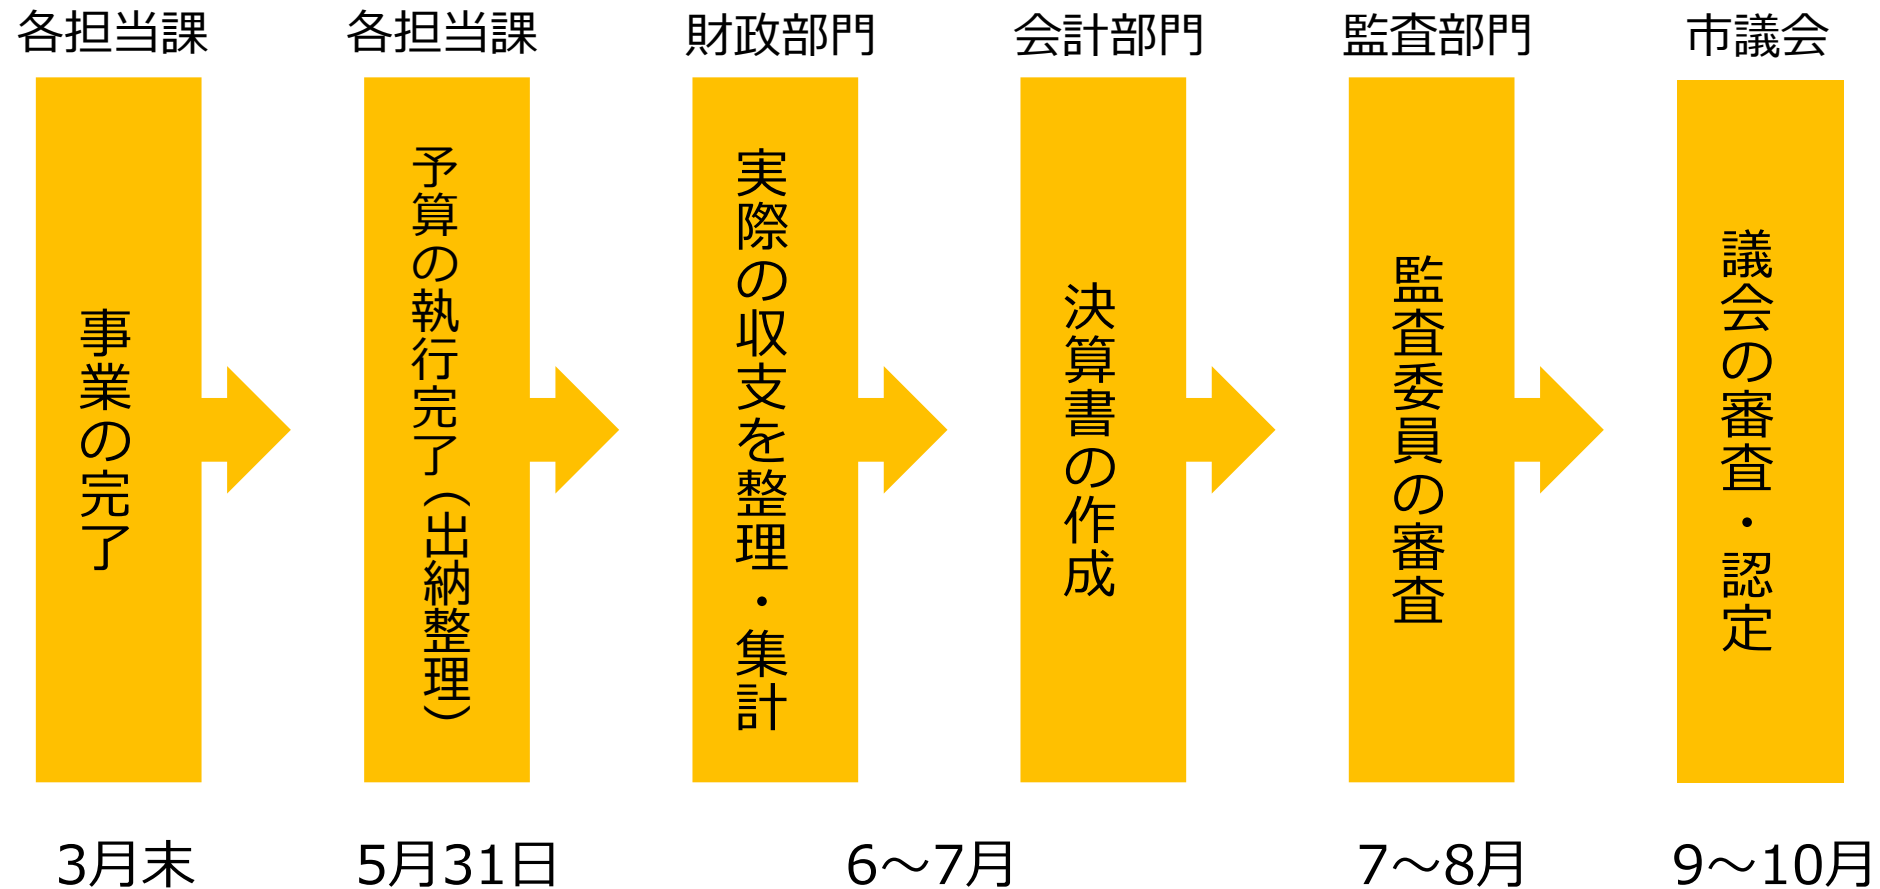 各担当課
各担当課
財政部門
会計部門
監査部門
市議会
事業の完了
予算の執行完了
（出納整理）
実際の収支を整理・集計
決算書の作成
監査委員の審査
議会の審査・認定
3月末
5月31日
6～7月
7～8月
9～10月